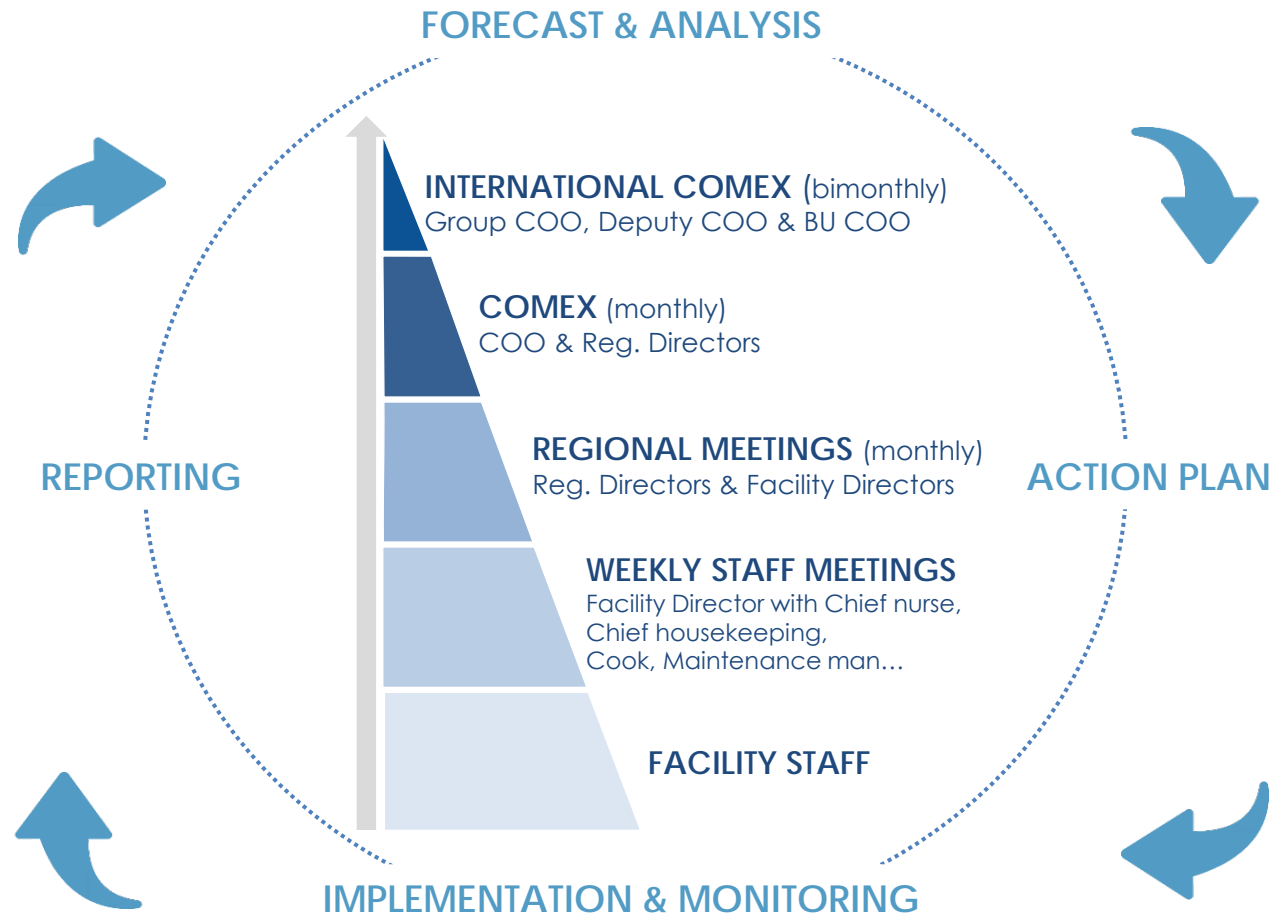 FORECAST & ANALYSIS
INTERNATIONAL COMEX (bimonthly)
Group COO, Deputy COO & BU COO
COMEX (monthly)
COO & Reg. Directors
REGIONAL MEETINGS (monthly)
Reg. Directors & Facility Directors
REPORTING
ACTION PLAN
WEEKLY STAFF MEETINGS
Facility Director with Chief nurse,
Chief housekeeping,
Cook, Maintenance man…
FACILITY STAFF
IMPLEMENTATION & MONITORING